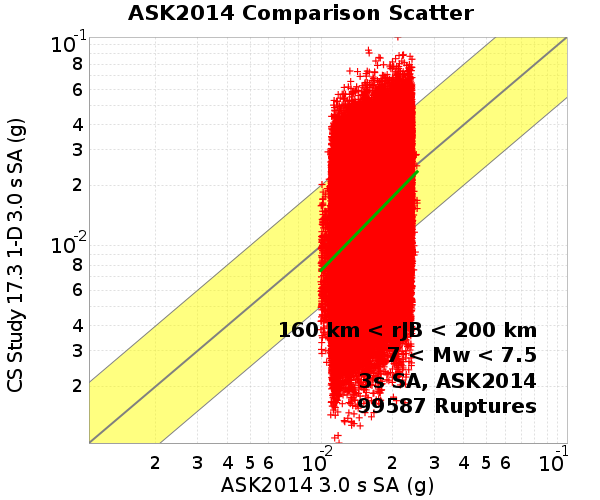 ASK2014 Comparison Scatter
10-1
8
6
4
3
2
10-2
8
6
4
3
2
CS Study 17.3 1-D 3.0 s SA (g)
160 km < rJB < 200 km
7 < Mw < 7.5
3s SA, ASK2014
99587 Ruptures
2 3 4 5 6 10-2 2 3 4 5 6 10-1
ASK2014 3.0 s SA (g)